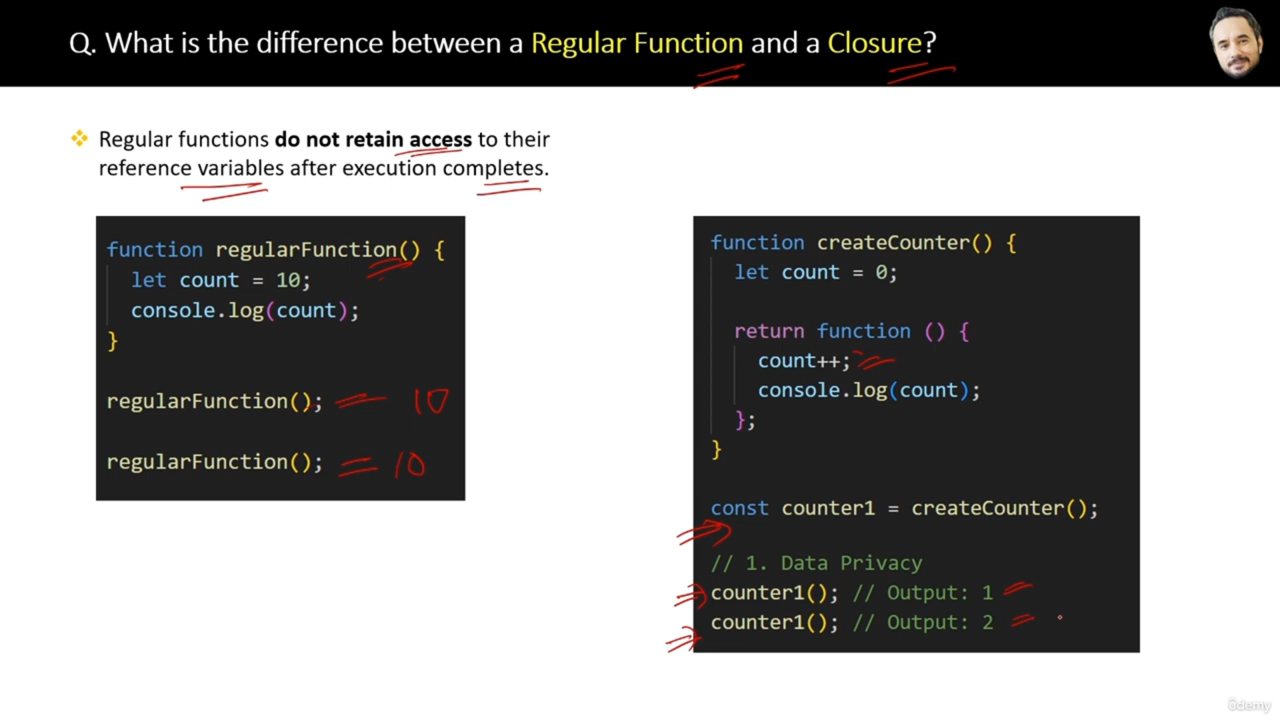 Q. What is the difference between a Regular Function and a Closure?
❖ Regular functions do not retain access to their
reference variables after execution completes.
function regularFunction() {
  let count = 10;
  console.log(count);
}
regularFunction(); = 10
regularFunction(); = 10
function createCounter() {
  let count = 0;
  return function () {
    count++;
    console.log(count);
  };
}
const counter1 = createCounter();
// 1. Data Privacy
counter1(); // Output: 1
counter1(); // Output: 2
ûdemy